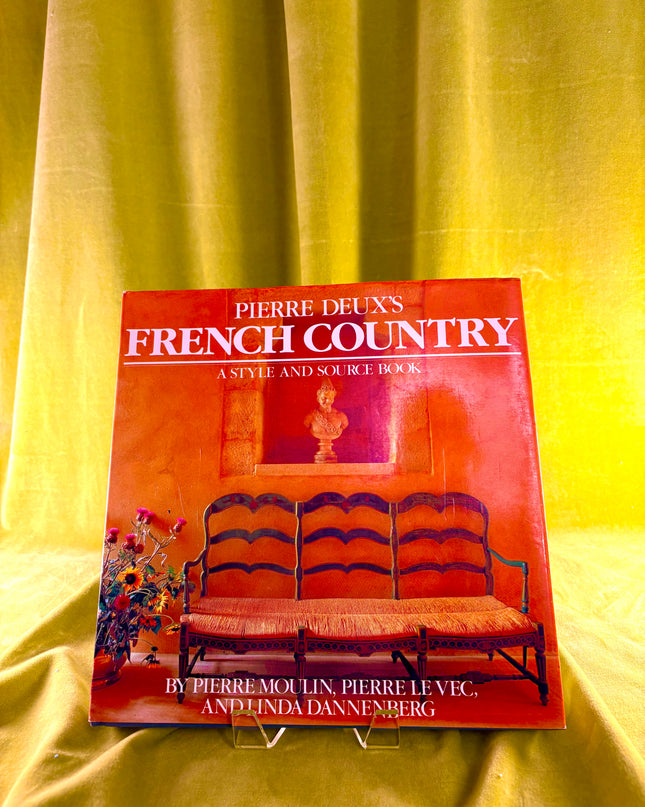 PIERRE DEUX'S
FRENCH COUNTRY
A STYLE AND SOURCE BOOK
BY PIERRE MOULIN, PIERRE LE VEC,
AND LINDA DANNENBERG